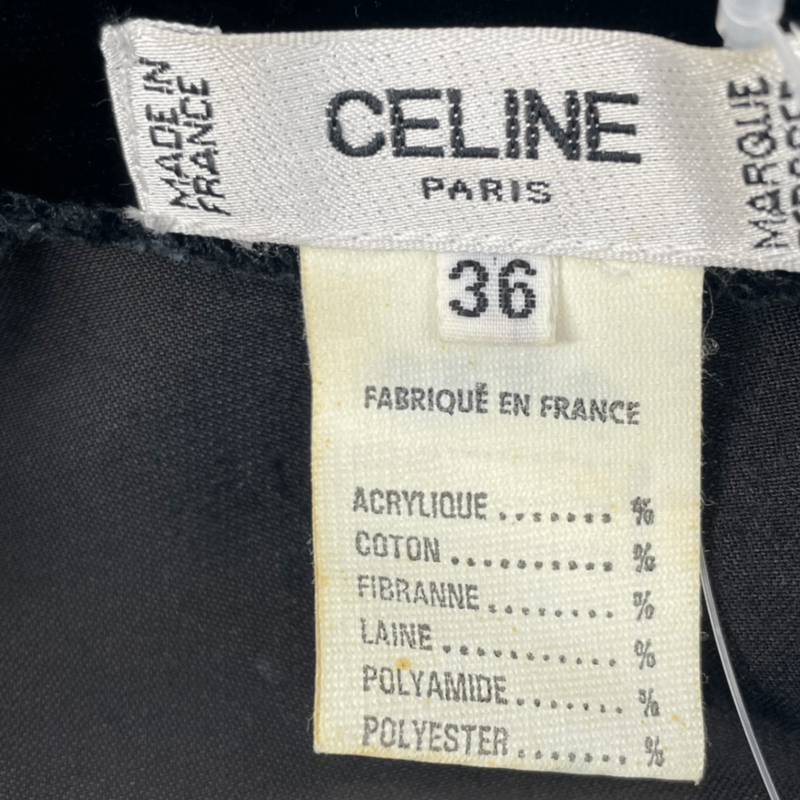 MADE IN
FRANCE
CELINE
PARIS
MARQUE
36
FABRIQUÉ EN FRANCE
ACRYLIQUE ........ %
COTON ............ %
FIBRANNE ........ %
LAINE ............ %
POLYAMIDE ....... %
POLYESTER ....... %